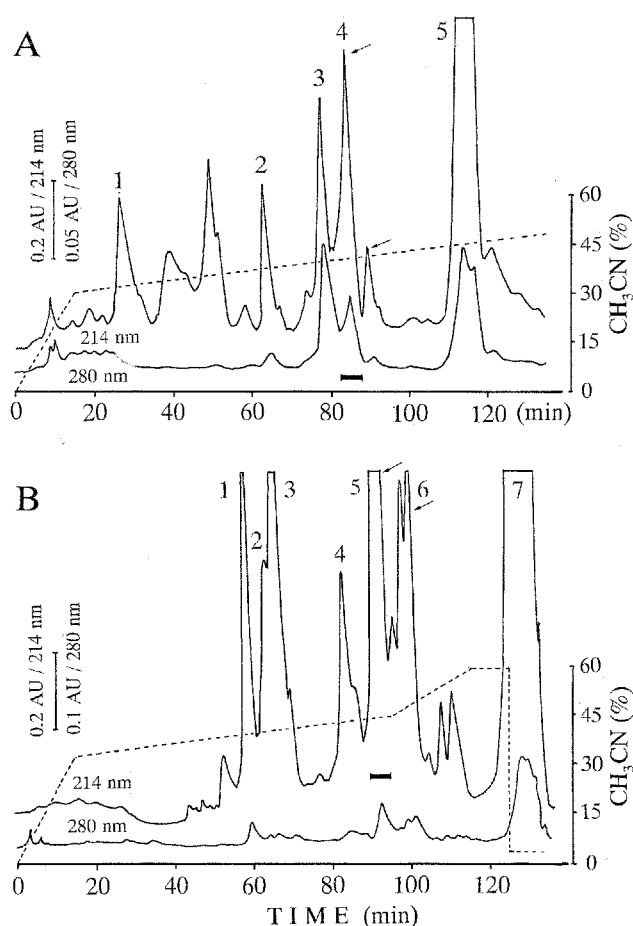 A
0.2 AU / 214 nm
0.05 AU / 280 nm
1
2
3
4
5
214 nm
280 nm
60
45
30
15
0
CH₃CN (%)
0 20 40 60 80 100 120 (min)
B
0.2 AU / 214 nm
0.1 AU / 280 nm
1
2
3
4
5
6
7
214 nm
280 nm
60
45
30
15
0
CH₃CN (%)
0 20 40 60 80 100 120
TIME (min)